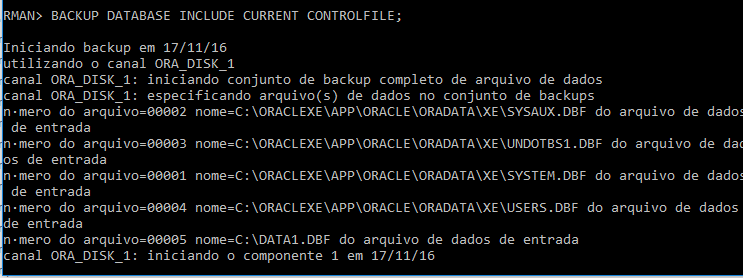 RMAN> BACKUP DATABASE INCLUDE CURRENT CONTROLFILE;
Iniciando backup em 17/11/16
utilizando o canal ORA_DISK_1
canal ORA_DISK_1: iniciando conjunto de backup completo de arquivo de dados
canal ORA_DISK_1: especificando arquivo(s) de dados no conjunto de backups
n·mero do arquivo=00002 nome=C:\ORACLEXE\APP\ORACLE\ORADATA\XE\SYSAUX.DBF do arquivo de dados
 de entrada
n·mero do arquivo=00003 nome=C:\ORACLEXE\APP\ORACLE\ORADATA\XE\UNDOTBS1.DBF do arquivo de dad
os de entrada
n·mero do arquivo=00001 nome=C:\ORACLEXE\APP\ORACLE\ORADATA\XE\SYSTEM.DBF do arquivo de dados
 de entrada
n·mero do arquivo=00004 nome=C:\ORACLEXE\APP\ORACLE\ORADATA\XE\USERS.DBF do arquivo de dados
de entrada
n·mero do arquivo=00005 nome=C:\DATA1.DBF do arquivo de dados de entrada
canal ORA_DISK_1: iniciando o componente 1 em 17/11/16